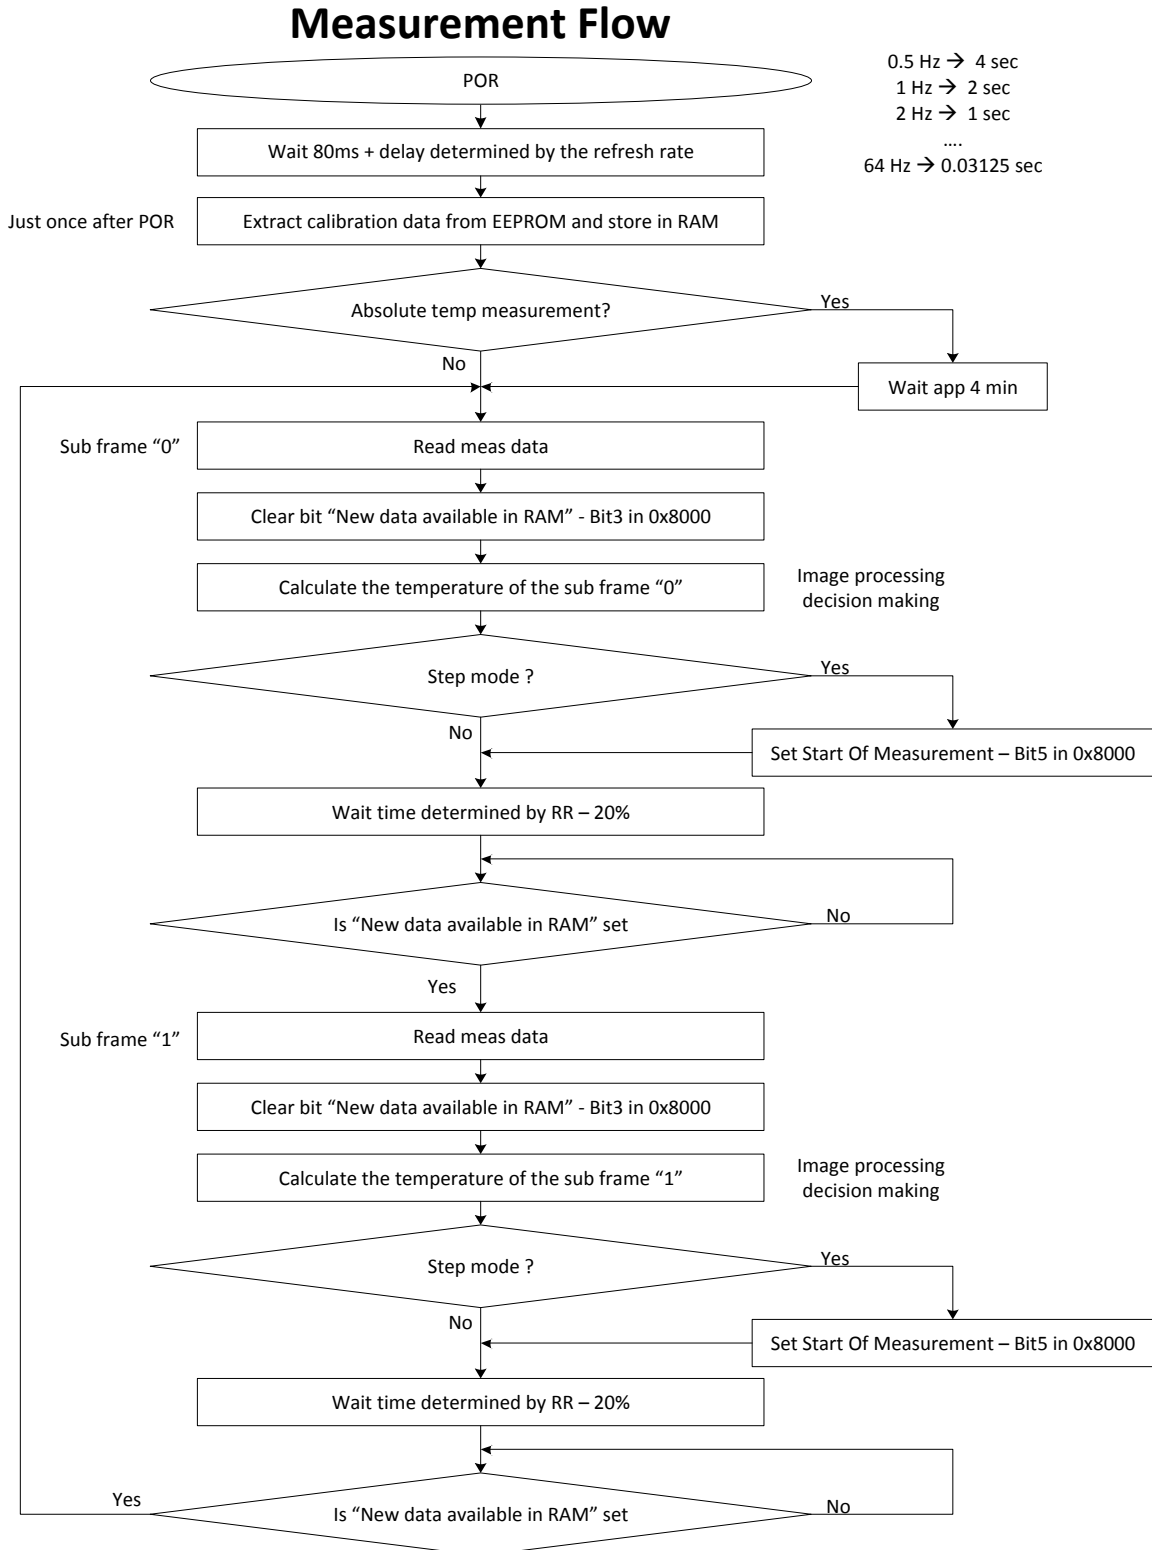 Measurement Flow
POR
0.5 Hz → 4 sec
1 Hz → 2 sec
2 Hz → 1 sec
....
64 Hz → 0.03125 sec
Wait 80ms + delay determined by the refresh rate
Just once after POR
Extract calibration data from EEPROM and store in RAM
Absolute temp measurement?
Yes
No
Wait app 4 min
Sub frame “0”
Read meas data
Clear bit “New data available in RAM” - Bit3 in 0x8000
Calculate the temperature of the sub frame “0”
Image processing
decision making
Step mode ?
Yes
No
Set Start Of Measurement – Bit5 in 0x8000
Wait time determined by RR – 20%
Is “New data available in RAM” set
No
Yes
Sub frame “1”
Read meas data
Clear bit “New data available in RAM” - Bit3 in 0x8000
Calculate the temperature of the sub frame “1”
Image processing
decision making
Step mode ?
Yes
No
Set Start Of Measurement – Bit5 in 0x8000
Wait time determined by RR – 20%
Yes
Is “New data available in RAM” set
No